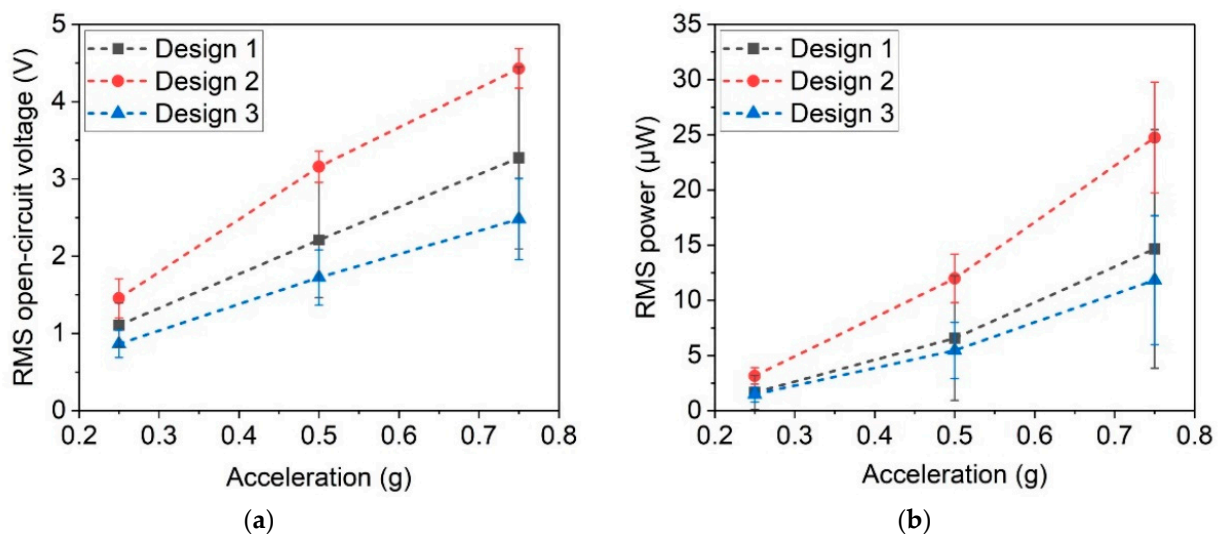 5
4
3
2
1
0
RMS open-circuit voltage (V)
Design 1
Design 2
Design 3
0.2 0.3 0.4 0.5 0.6 0.7 0.8
Acceleration (g)
(a)
35
30
25
20
15
10
5
0
RMS power (µW)
Design 1
Design 2
Design 3
0.2 0.3 0.4 0.5 0.6 0.7 0.8
Acceleration (g)
(b)